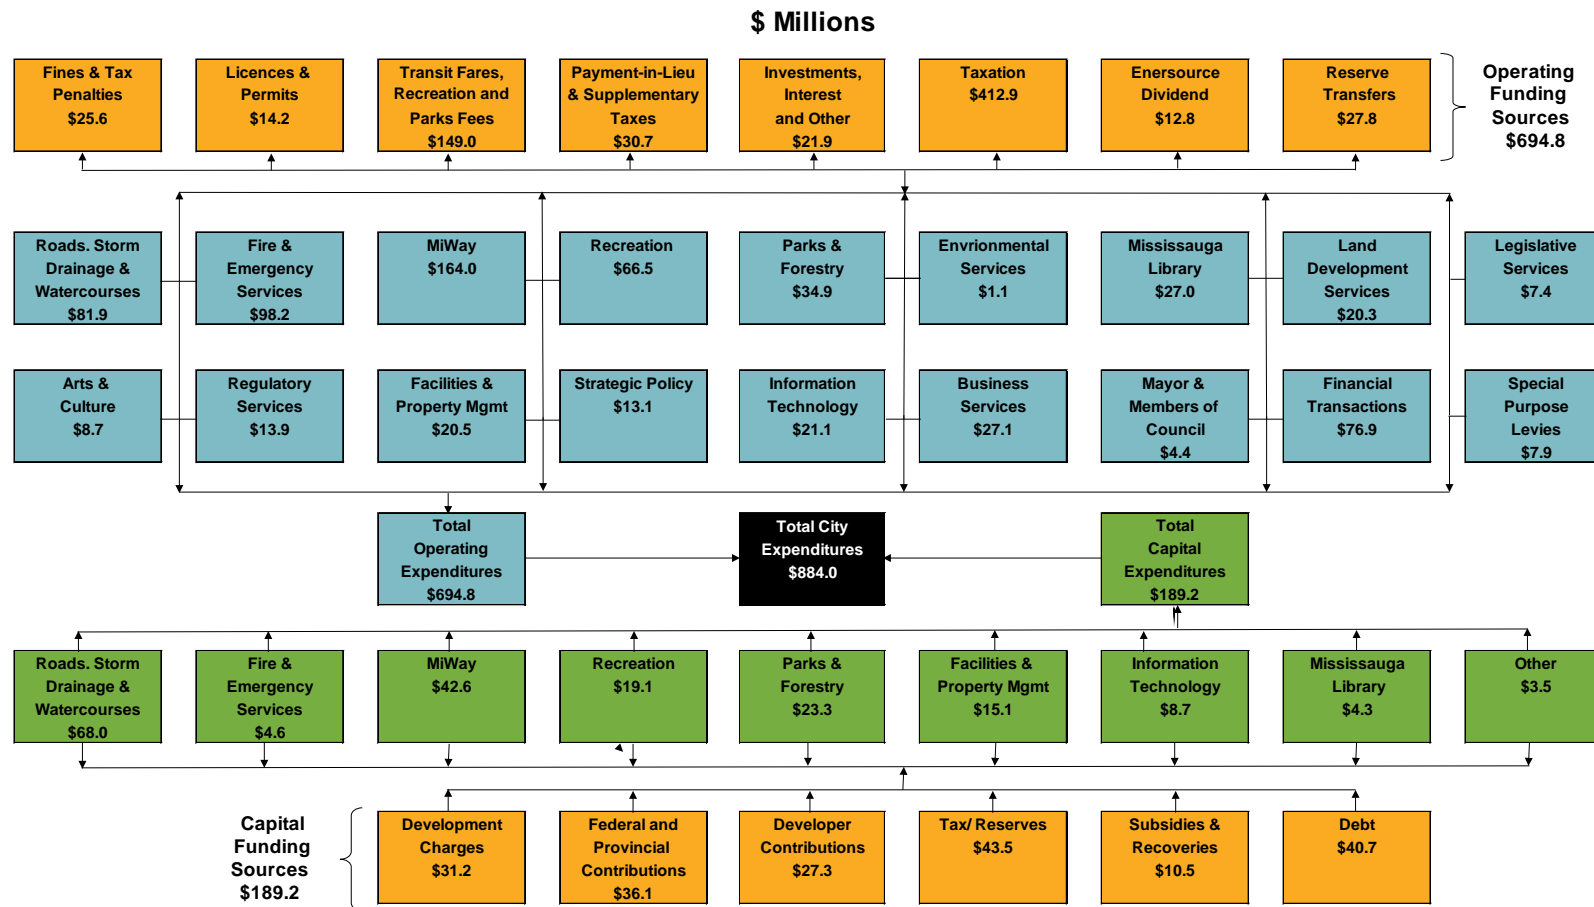 $ Millions
Fines & Tax
Penalties
$25.6
Licences &
Permits
$14.2
Transit Fares,
Recreation and
Parks Fees
$149.0
Payment-in-Lieu
& Supplementary
Taxes
$30.7
Investments,
Interest
and Other
$21.9
Taxation
$412.9
Enersource
Dividend
$12.8
Reserve
Transfers
$27.8
Operating
Funding
Sources
$694.8
Roads. Storm
Drainage &
Watercourses
$81.9
Fire &
Emergency
Services
$98.2
MiWay
$164.0
Recreation
$66.5
Parks &
Forestry
$34.9
Envrionmental
Services
$1.1
Mississauga
Library
$27.0
Land
Development
Services
$20.3
Legislative
Services
$7.4
Arts &
Culture
$8.7
Regulatory
Services
$13.9
Facilities &
Property Mgmt
$20.5
Strategic Policy
$13.1
Information
Technology
$21.1
Business
Services
$27.1
Mayor &
Members of
Council
$4.4
Financial
Transactions
$76.9
Special
Purpose
Levies
$7.9
Total
Operating
Expenditures
$694.8
Total City
Expenditures
$884.0
Total
Capital
Expenditures
$189.2
Roads. Storm
Drainage &
Watercourses
$68.0
Fire &
Emergency
Services
$4.6
MiWay
$42.6
Recreation
$19.1
Parks &
Forestry
$23.3
Facilities &
Property Mgmt
$15.1
Information
Technology
$8.7
Mississauga
Library
$4.3
Other
$3.5
Capital
Funding
Sources
$189.2
Development
Charges
$31.2
Federal and
Provincial
Contributions
$36.1
Developer
Contributions
$27.3
Tax/ Reserves
$43.5
Subsidies &
Recoveries
$10.5
Debt
$40.7